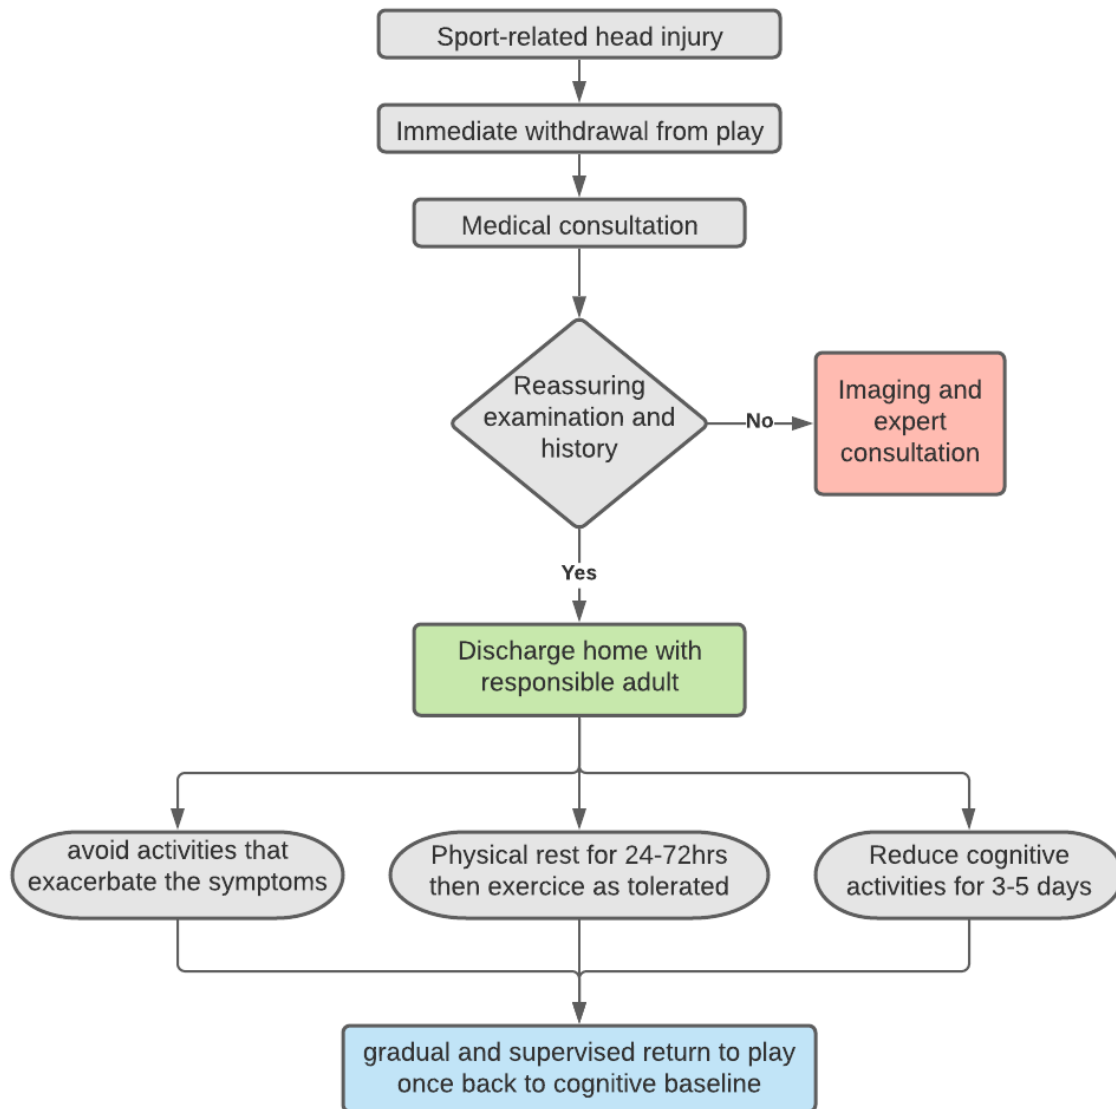 Sport-related head injury
Immediate withdrawal from play
Medical consultation
Reassuring
examination and
history
No
Imaging and
expert
consultation
Yes
Discharge home with
responsible adult
avoid activities that
exacerbate the symptoms
Physical rest for 24-72hrs
then exercice as tolerated
Reduce cognitive
activities for 3-5 days
gradual and supervised return to play
once back to cognitive baseline